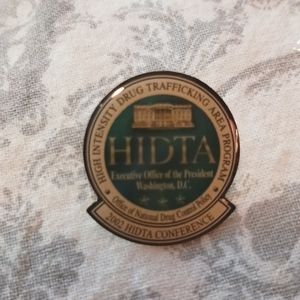 HIGH INTENSITY DRUG TRAFFICKING AREA PROGRAM
HIDTA
Executive Office of the President
Washington, D.C.
Office of National Drug Control Policy
2002 HIDTA CONFERENCE